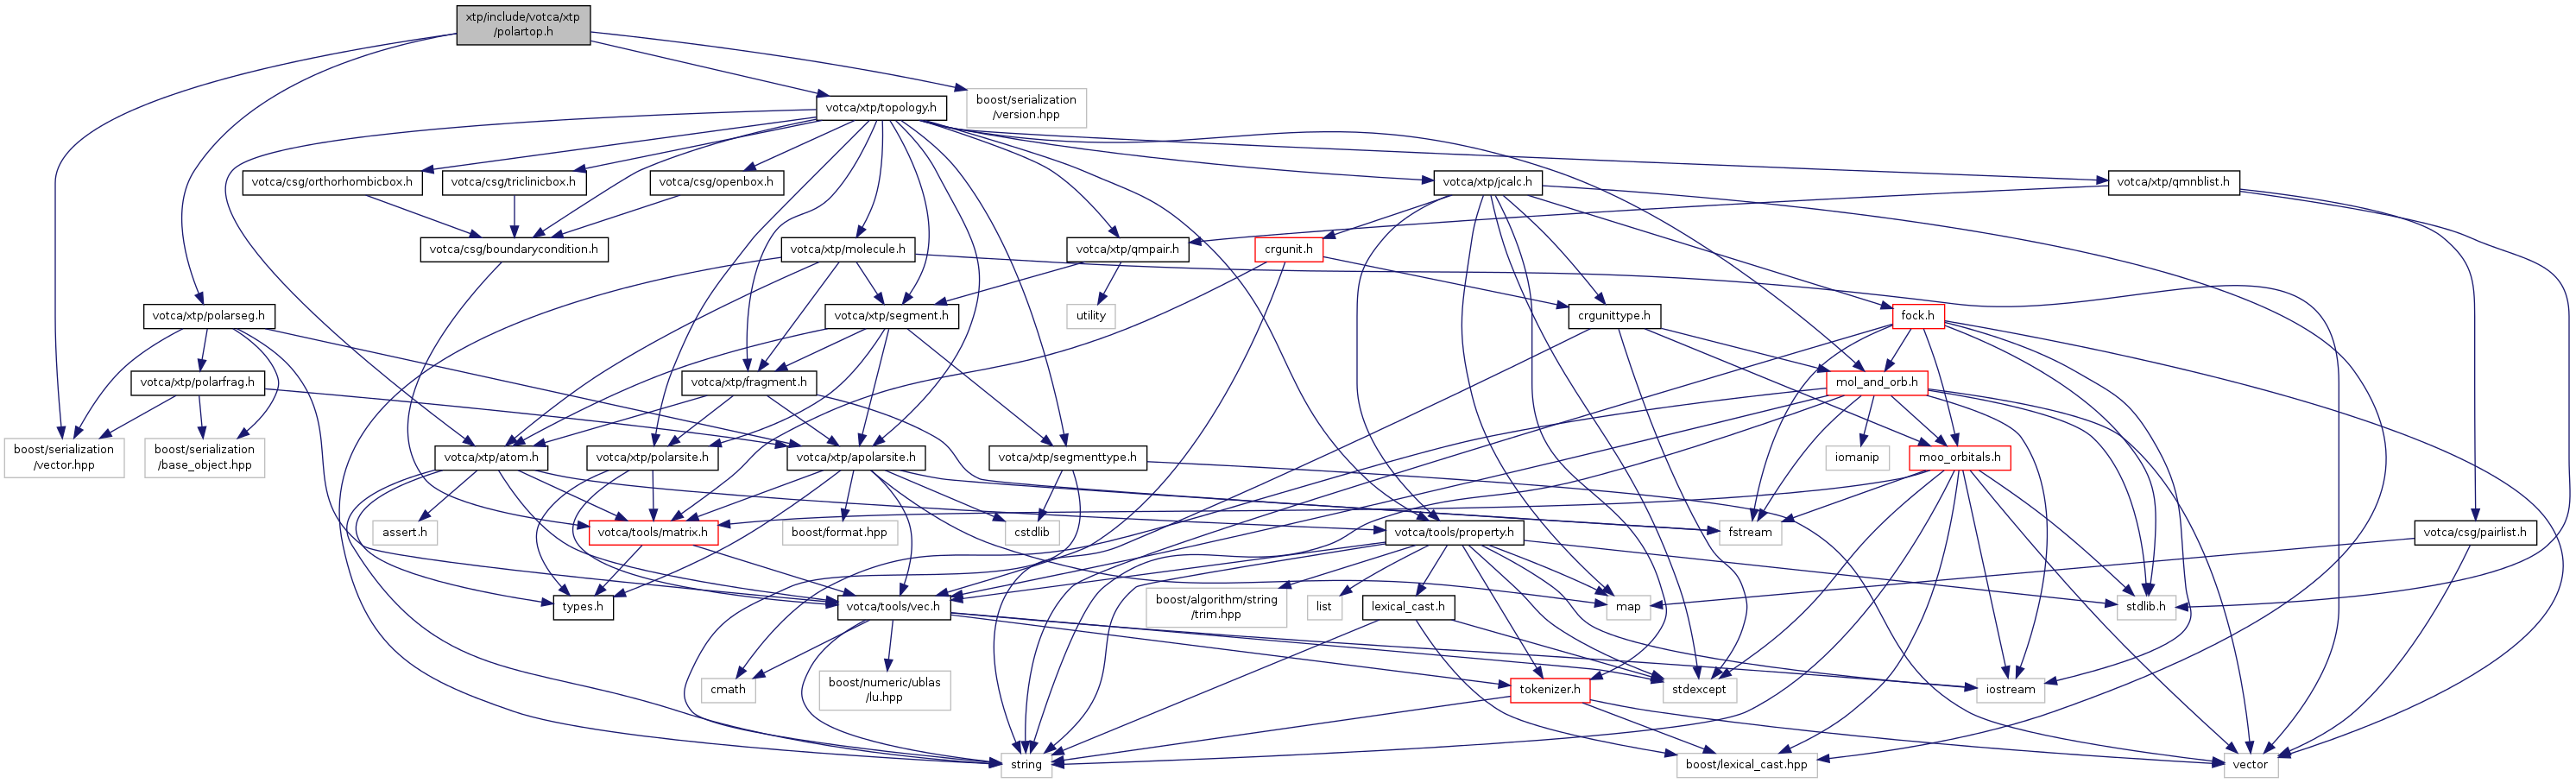 xtp/include/votca/xtp
/polartop.h
votca/xtp/topology.h
boost/serialization
/version.hpp
votca/csg/orthorhombicbox.h
votca/csg/triclinicbox.h
votca/csg/openbox.h
votca/xtp/jcalc.h
votca/xtp/qmnblist.h
votca/csg/boundarycondition.h
votca/xtp/molecule.h
votca/xtp/qmpair.h
crgunit.h
votca/xtp/polarseg.h
votca/xtp/segment.h
utility
crgunittype.h
fock.h
votca/xtp/polarfrag.h
votca/xtp/fragment.h
mol_and_orb.h
boost/serialization
/vector.hpp
boost/serialization
/base_object.hpp
votca/xtp/atom.h
votca/xtp/polarsite.h
votca/xtp/apolarsite.h
votca/xtp/segmenttype.h
iomanip
moo_orbitals.h
assert.h
votca/tools/matrix.h
boost/format.hpp
cstdlib
votca/tools/property.h
fstream
votca/csg/pairlist.h
types.h
votca/tools/vec.h
boost/algorithm/string
/trim.hpp
list
lexical_cast.h
map
stdlib.h
cmath
boost/numeric/ublas
/lu.hpp
tokenizer.h
stdexcept
iostream
string
boost/lexical_cast.hpp
vector